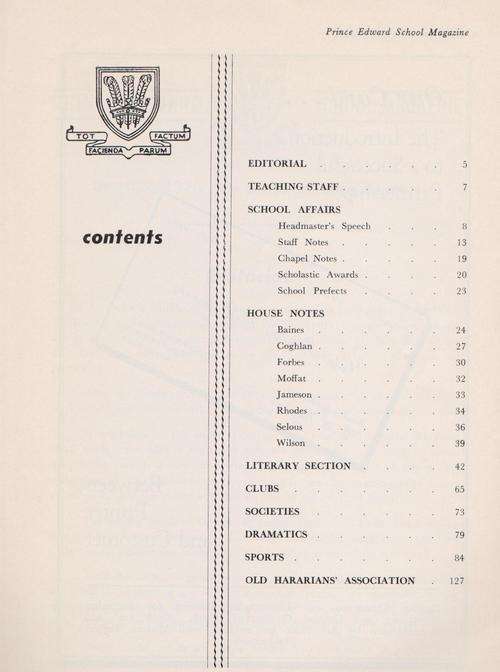 Prince Edward School Magazine
TOT FACTUM
FACIENDA PARUM
contents
EDITORIAL . . . . . . 5
TEACHING STAFF . . . . . 7
SCHOOL AFFAIRS
Headmaster's Speech . . . 8
Staff Notes . . . . . 13
Chapel Notes . . . . . 19
Scholastic Awards . . . . 20
School Prefects . . . . 23
HOUSE NOTES
Baines . . . . . . 24
Coghlan . . . . . . 27
Forbes . . . . . . 30
Moffat . . . . . . 32
Jameson . . . . . . 33
Rhodes . . . . . . 34
Selous . . . . . . 36
Wilson . . . . . . 39
LITERARY SECTION . . . . 42
CLUBS . . . . . . . 65
SOCIETIES . . . . . . 73
DRAMATICS . . . . . . 79
SPORTS . . . . . . . 84
OLD HARARIANS' ASSOCIATION . 127